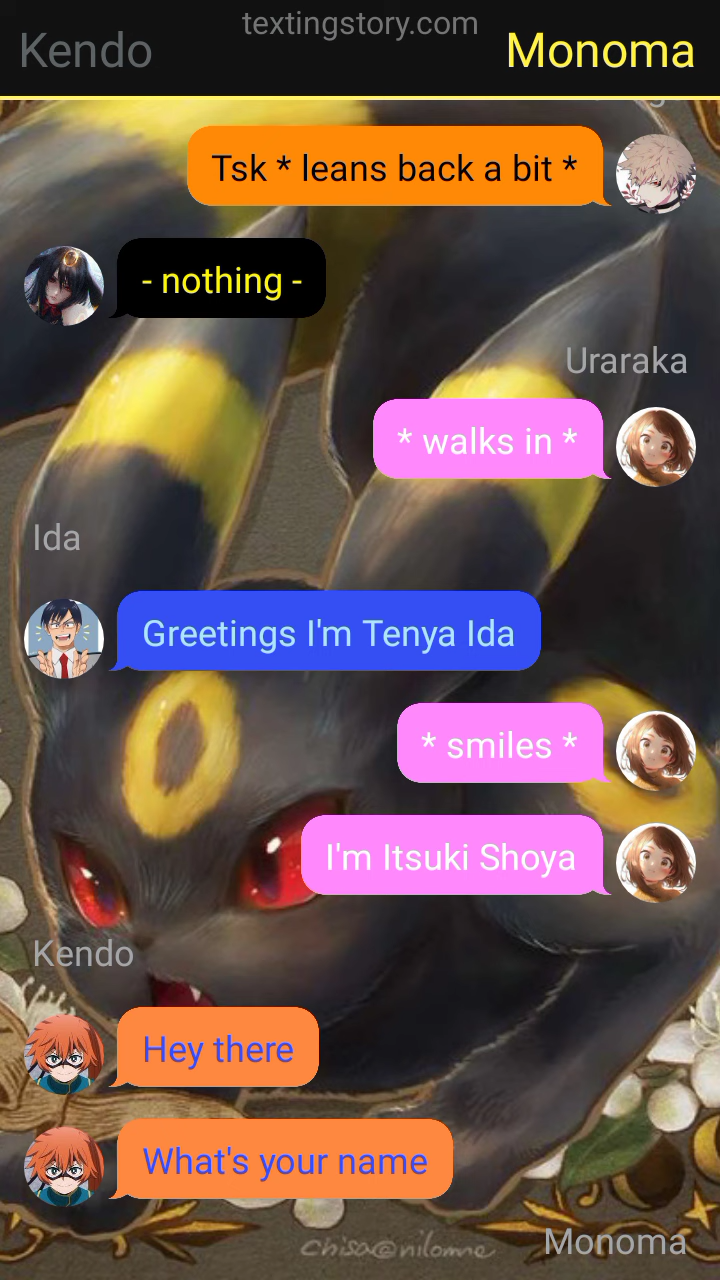 textingstory.com
Kendo
Monoma
Tsk * leans back a bit *
- nothing -
Uraraka
* walks in *
Ida
Greetings I'm Tenya Ida
* smiles *
I'm Itsuki Shoya
Kendo
Hey there
What's your name
Monoma
chisa@nilonne